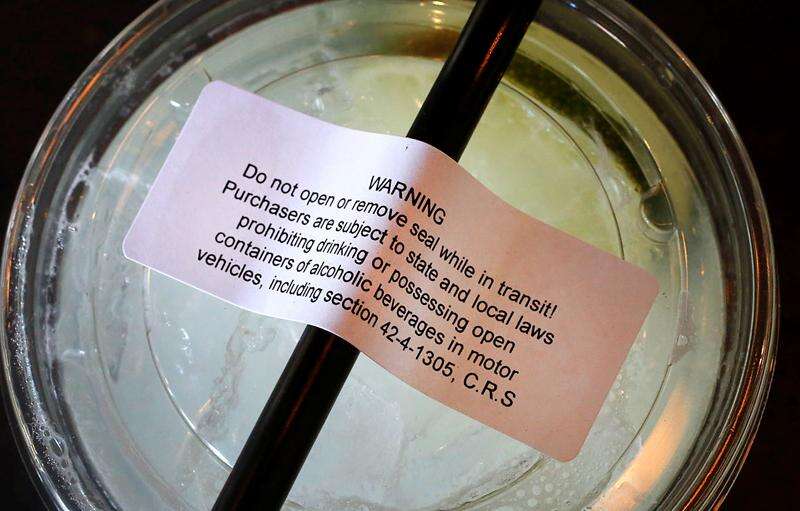 WARNING
Do not open or remove seal while in transit!
Purchasers are subject to state and local laws
prohibiting drinking or possessing open
containers of alcoholic beverages in motor
vehicles, including section 42-4-1305, C.R.S